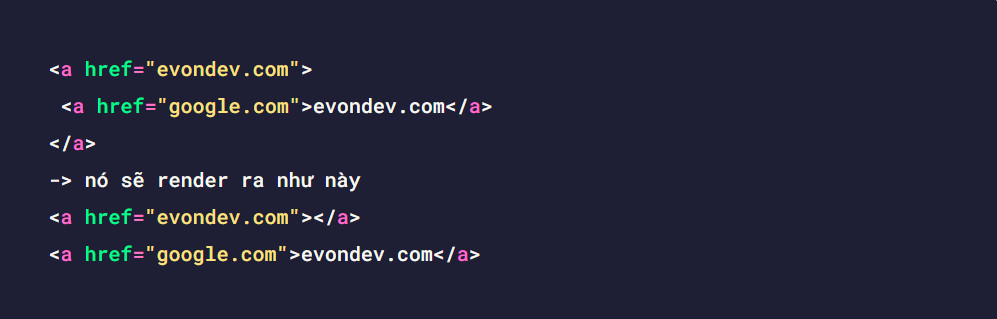 <a href="evondev.com">
<a href="google.com">evondev.com</a>
</a>
-> nó sẽ render ra như này
<a href="evondev.com"></a>
<a href="google.com">evondev.com</a>